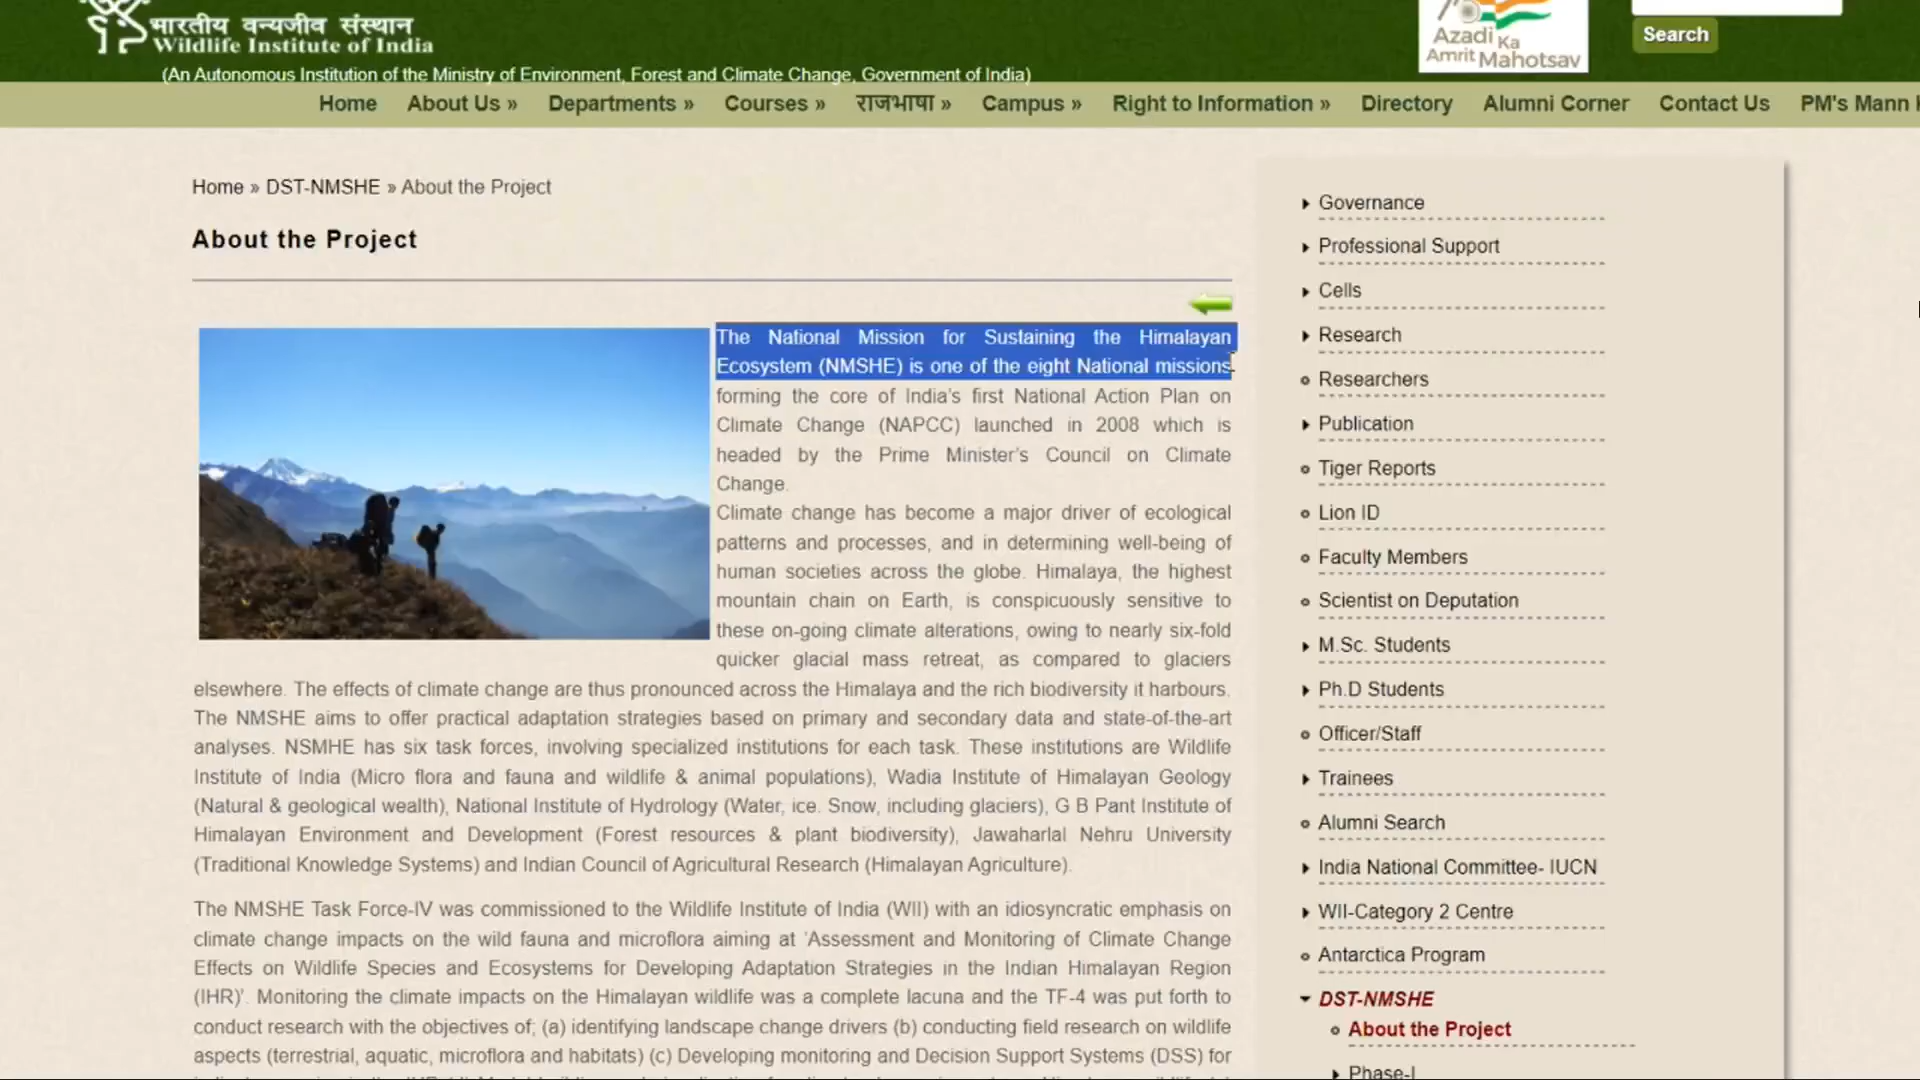 भारतीय वन्यजीव संस्थान
Wildlife Institute of India
(An Autonomous Institution of the Ministry of Environment, Forest and Climate Change, Government of India)
Azadi Ka
Amrit Mahotsav
Search
Home About Us » Departments » Courses » राजभाषा » Campus » Right to Information » Directory Alumni Corner Contact Us PM's Mann
Home » DST-NMSHE » About the Project
About the Project
The National Mission for Sustaining the Himalayan
Ecosystem (NMSHE) is one of the eight National missions
forming the core of India's first National Action Plan on
Climate Change (NAPCC) launched in 2008 which is
headed by the Prime Minister's Council on Climate
Change.
Climate change has become a major driver of ecological
patterns and processes, and in determining well-being of
human societies across the globe. Himalaya, the highest
mountain chain on Earth, is conspicuously sensitive to
these on-going climate alterations, owing to nearly six-fold
quicker glacial mass retreat, as compared to glaciers
elsewhere. The effects of climate change are thus pronounced across the Himalaya and the rich biodiversity it harbours.
The NMSHE aims to offer practical adaptation strategies based on primary and secondary data and state-of-the-art
analyses. NSMHE has six task forces, involving specialized institutions for each task. These institutions are Wildlife
Institute of India (Micro flora and fauna and wildlife & animal populations), Wadia Institute of Himalayan Geology
(Natural & geological wealth), National Institute of Hydrology (Water, ice. Snow, including glaciers), G B Pant Institute of
Himalayan Environment and Development (Forest resources & plant biodiversity), Jawaharlal Nehru University
(Traditional Knowledge Systems) and Indian Council of Agricultural Research (Himalayan Agriculture).
The NMSHE Task Force-IV was commissioned to the Wildlife Institute of India (WII) with an idiosyncratic emphasis on
climate change impacts on the wild fauna and microflora aiming at 'Assessment and Monitoring of Climate Change
Effects on Wildlife Species and Ecosystems for Developing Adaptation Strategies in the Indian Himalayan Region
(IHR)'. Monitoring the climate impacts on the Himalayan wildlife was a complete lacuna and the TF-4 was put forth to
conduct research with the objectives of; (a) identifying landscape change drivers (b) conducting field research on wildlife
aspects (terrestrial, aquatic, microflora and habitats) (c) Developing monitoring and Decision Support Systems (DSS) for
Governance
Professional Support
Cells
Research
Researchers
Publication
Tiger Reports
Lion ID
Faculty Members
Scientist on Deputation
M.Sc. Students
Ph.D Students
Officer/Staff
Trainees
Alumni Search
India National Committee- IUCN
WII-Category 2 Centre
Antarctica Program
DST-NMSHE
About the Project
Phase-I